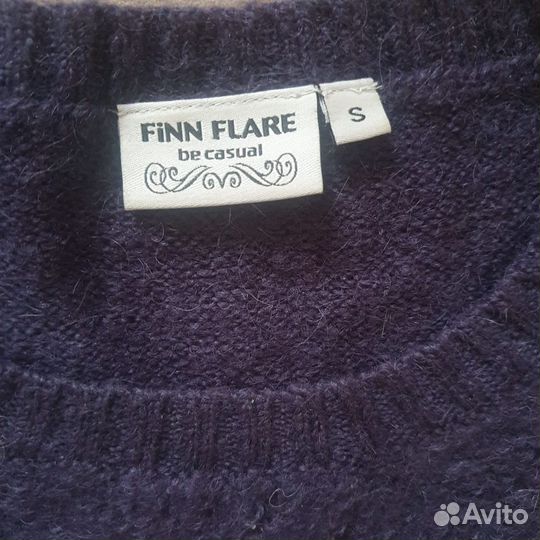 FiNN FLARE
be casual
S
Avito